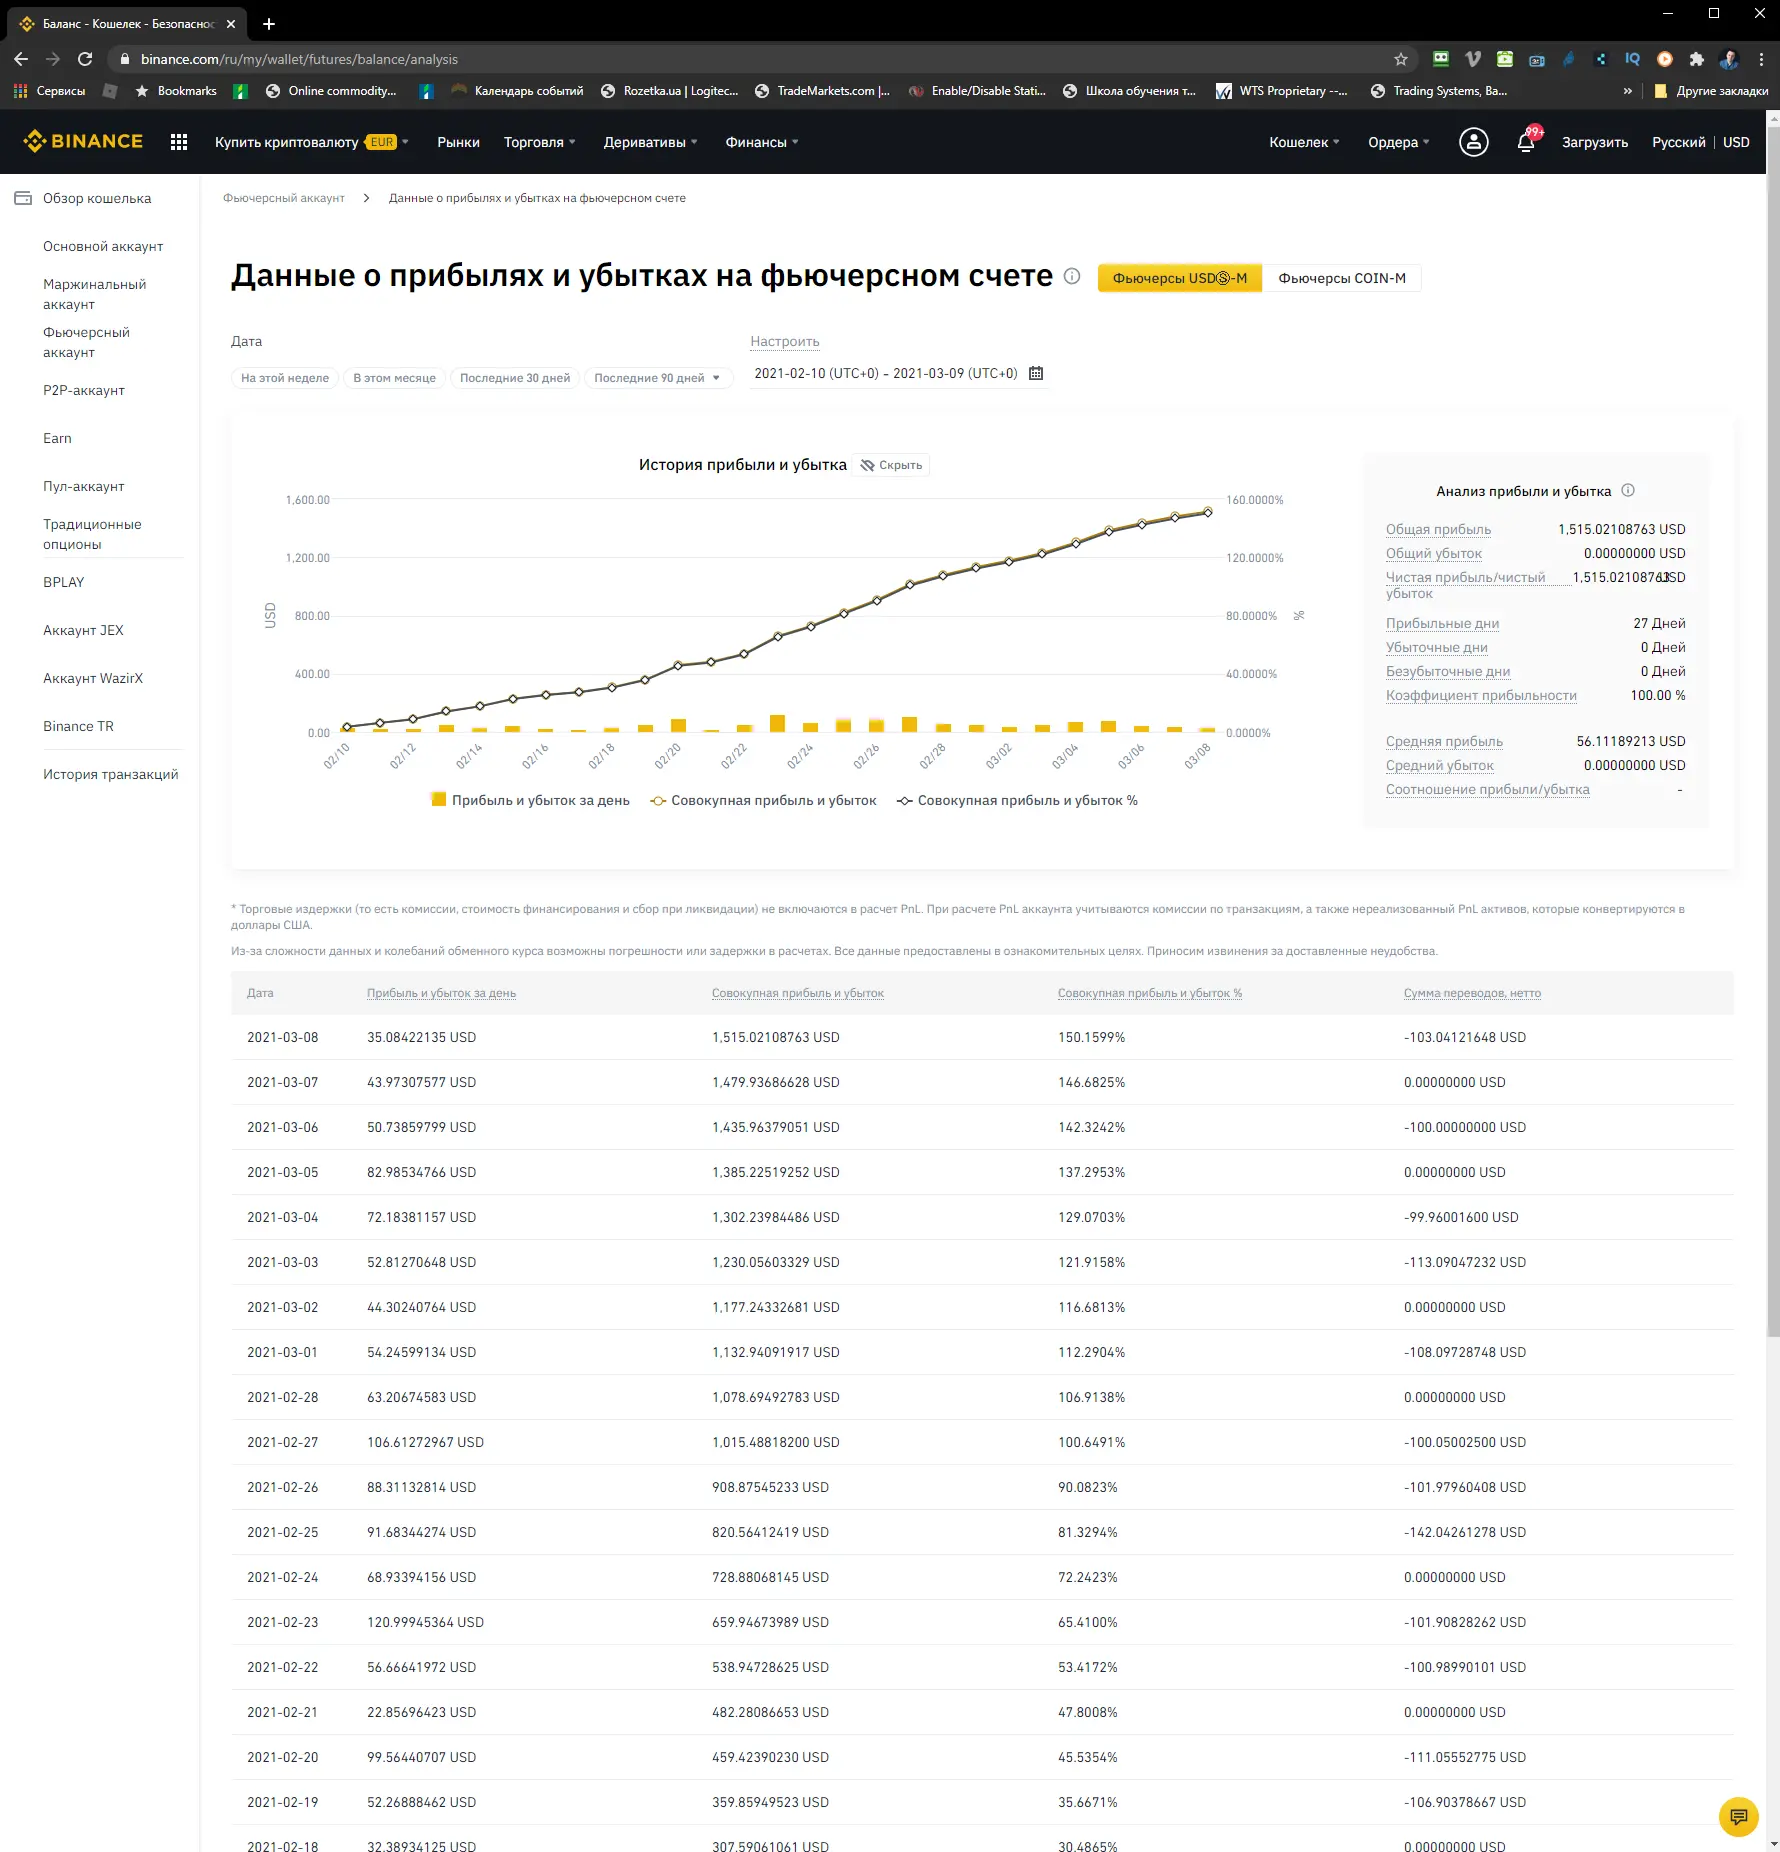 Баланс - Кошелек - Безопаснос
binance.com/ru/my/wallet/futures/balance/analysis
Сервисы
Bookmarks
Online commodity...
Календарь событий
Rozetka.ua | Logitec...
TradeMarkets.com |...
Enable/Disable Stati...
Школа обучения т...
WTS Proprietary --...
Trading Systems, Ba...
»
Другие закладки
BINANCE
Купить криптовалюту EUR
Рынки
Торговля
Деривативы
Финансы
Кошелек
Ордера
99+
Загрузить
Русский | USD
Обзор кошелька
Основной аккаунт
Маржинальный
аккаунт
Фьючерсный
аккаунт
P2P-аккаунт
Earn
Пул-аккаунт
Традиционные
опционы
BPLAY
Аккаунт JEX
Аккаунт WazirX
Binance TR
История транзакций
Фьючерсный аккаунт > Данные о прибылях и убытках на фьючерсном счете
Данные о прибылях и убытках на фьючерсном счете
Фьючерсы USDⓈ-M
Фьючерсы COIN-M
Дата
На этой неделе
В этом месяце
Последние 30 дней
Последние 90 дней
Настроить
2021-02-10 (UTC+0) - 2021-03-09 (UTC+0)
История прибыли и убытка
Скрыть
1,600.00
1,200.00
800.00
400.00
0.00
USD
160.0000%
120.0000%
80.0000%
40.0000%
0.0000%
%
02/10
02/12
02/14
02/16
02/18
02/20
02/22
02/24
02/26
02/28
03/02
03/04
03/06
03/08
Прибыль и убыток за день
Совокупная прибыль и убыток
Совокупная прибыль и убыток %
Анализ прибыли и убытка
Общая прибыль 1,515.02108763 USD
Общий убыток 0.00000000 USD
Чистая прибыль/чистый 1,515.02108763 USD
убыток
Прибыльные дни 27 Дней
Убыточные дни 0 Дней
Безубыточные дни 0 Дней
Коэффициент прибыльности 100.00 %
Средняя прибыль 56.11189213 USD
Средний убыток 0.00000000 USD
Соотношение прибыли/убытка -
* Торговые издержки (то есть комиссии, стоимость финансирования и сбор при ликвидации) не включаются в расчет PnL. При расчете PnL аккаунта учитываются комиссии по транзакциям, а также нереализованный PnL активов, которые конвертируются в
доллары США.
Из-за сложности данных и колебаний обменного курса возможны погрешности или задержки в расчетах. Все данные предоставлены в ознакомительных целях. Приносим извинения за доставленные неудобства.
Дата Прибыль и убыток за день Совокупная прибыль и убыток Совокупная прибыль и убыток % Сумма переводов, нетто
2021-03-08 35.08422135 USD 1,515.02108763 USD 150.1599% -103.04121648 USD
2021-03-07 43.97307577 USD 1,479.93686628 USD 146.6825% 0.00000000 USD
2021-03-06 50.73859799 USD 1,435.96379051 USD 142.3242% -100.00000000 USD
2021-03-05 82.98534766 USD 1,385.22519252 USD 137.2953% 0.00000000 USD
2021-03-04 72.18381157 USD 1,302.23984486 USD 129.0703% -99.96001600 USD
2021-03-03 52.81270648 USD 1,230.05603329 USD 121.9158% -113.09047232 USD
2021-03-02 44.30240764 USD 1,177.24332681 USD 116.6813% 0.00000000 USD
2021-03-01 54.24599134 USD 1,132.94091917 USD 112.2904% -108.09728748 USD
2021-02-28 63.20674583 USD 1,078.69492783 USD 106.9138% 0.00000000 USD
2021-02-27 106.61272967 USD 1,015.48818200 USD 100.6491% -100.05002500 USD
2021-02-26 88.31132814 USD 908.87545233 USD 90.0823% -101.97960408 USD
2021-02-25 91.68344274 USD 820.56412419 USD 81.3294% -142.04261278 USD
2021-02-24 68.93394156 USD 728.88068145 USD 72.2423% 0.00000000 USD
2021-02-23 120.99945364 USD 659.94673989 USD 65.4100% -101.90828262 USD
2021-02-22 56.66641972 USD 538.94728625 USD 53.4172% -100.98990101 USD
2021-02-21 22.85696423 USD 482.28086653 USD 47.8008% 0.00000000 USD
2021-02-20 99.56440707 USD 459.42390230 USD 45.5354% -111.05552775 USD
2021-02-19 52.26888462 USD 359.85949523 USD 35.6671% -106.90378667 USD
2021-02-18 32.38934125 USD 307.59061061 USD 30.4865% 0.00000000 USD